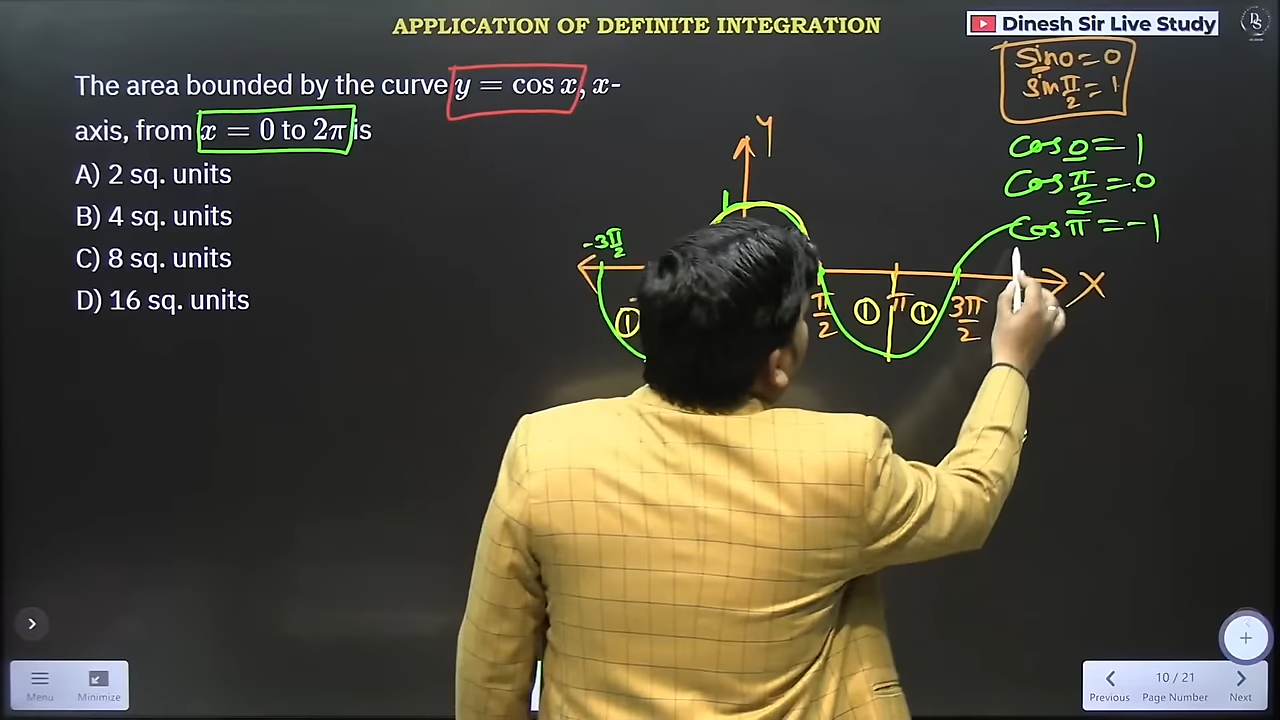 APPLICATION OF DEFINITE INTEGRATION
Dinesh Sir Live Study
DS
The area bounded by the curve y = cos x, x-
axis, from x = 0 to 2π is
A) 2 sq. units
B) 4 sq. units
C) 8 sq. units
D) 16 sq. units
sin0 = 0
sin π/2 = 1
cos 0 = 1
cos π/2 = 0
cos π = -1
Y
1
-3π/2
X
π/2
π
3π/2
1
1
1
Menu
Minimize
Previous
10 / 21
Page Number
Next